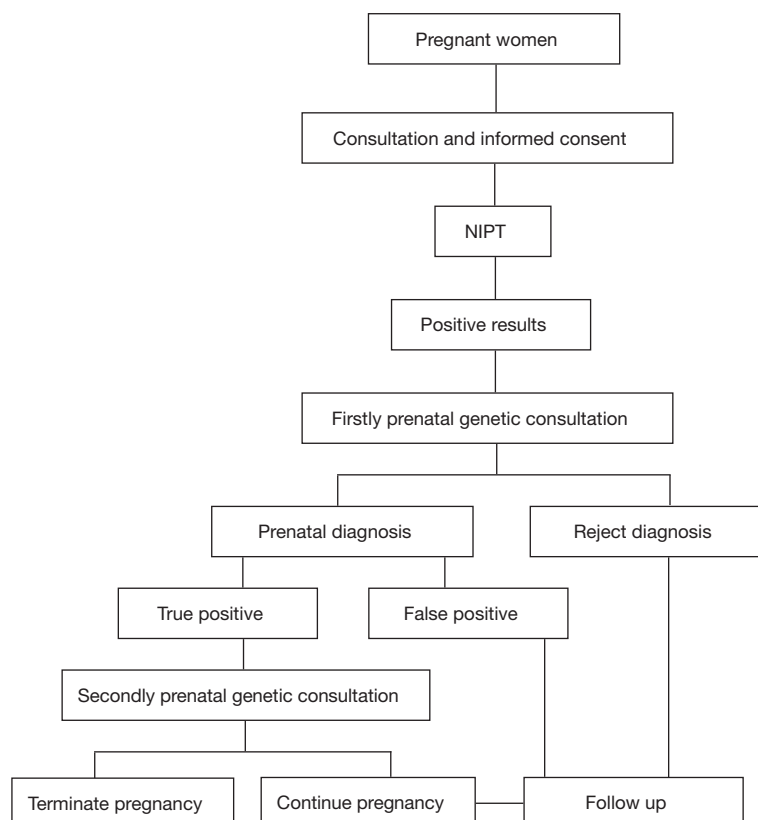 Pregnant women
Consultation and informed consent
NIPT
Positive results
Firstly prenatal genetic consultation
Prenatal diagnosis
Reject diagnosis
True positive
False positive
Secondly prenatal genetic consultation
Terminate pregnancy
Continue pregnancy
Follow up